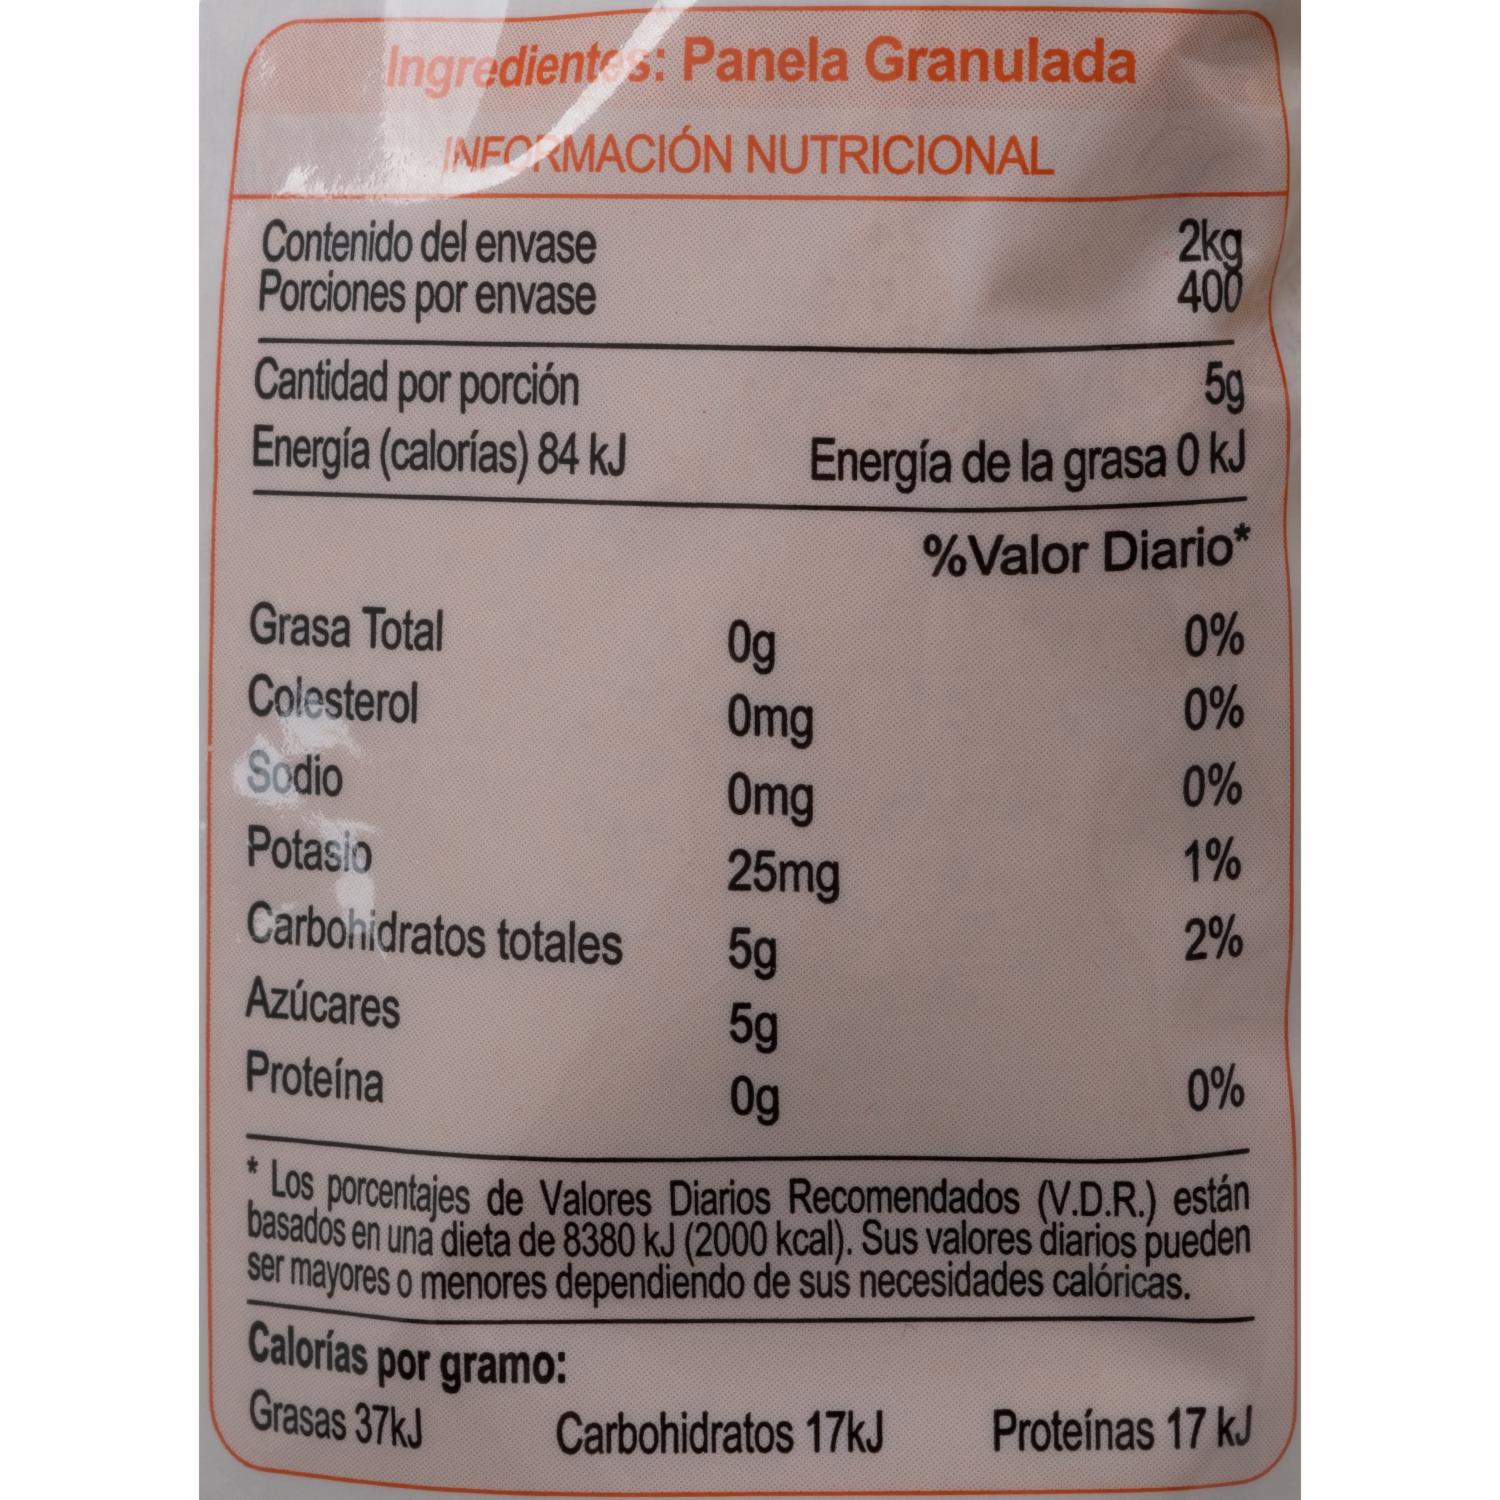 Ingredientes: Panela Granulada
INFORMACIÓN NUTRICIONAL
Contenido del envase 2kg
Porciones por envase 400
Cantidad por porción 5g
Energía (calorías) 84 kJ Energía de la grasa 0 kJ
%Valor Diario*
Grasa Total 0g 0%
Colesterol 0mg 0%
Sodio 0mg 0%
Potasio 25mg 1%
Carbohidratos totales 5g 2%
Azúcares 5g
Proteína 0g 0%
* Los porcentajes de Valores Diarios Recomendados (V.D.R.) están
basados en una dieta de 8380 kJ (2000 kcal). Sus valores diarios pueden
ser mayores o menores dependiendo de sus necesidades calóricas.
Calorías por gramo:
Grasas 37kJ Carbohidratos 17kJ Proteínas 17 kJ